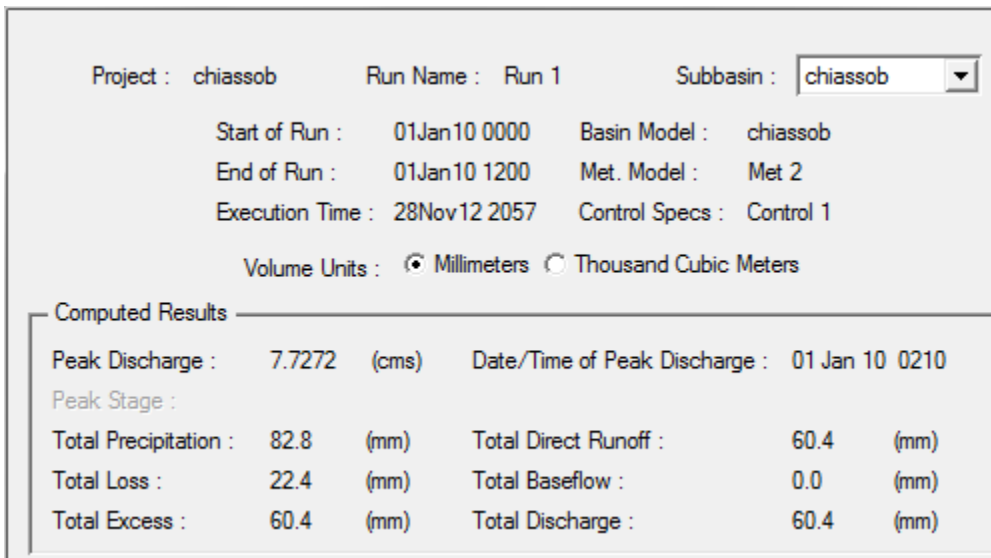 Project : chiassob Run Name : Run 1 Subbasin : chiassob
Start of Run : 01Jan10 0000 Basin Model : chiassob
End of Run : 01Jan10 1200 Met. Model : Met 2
Execution Time : 28Nov12 2057 Control Specs : Control 1
Volume Units : Millimeters Thousand Cubic Meters
Computed Results
Peak Discharge : 7.7272 (cms) Date/Time of Peak Discharge : 01 Jan 10 0210
Peak Stage :
Total Precipitation : 82.8 (mm) Total Direct Runoff : 60.4 (mm)
Total Loss : 22.4 (mm) Total Baseflow : 0.0 (mm)
Total Excess : 60.4 (mm) Total Discharge : 60.4 (mm)